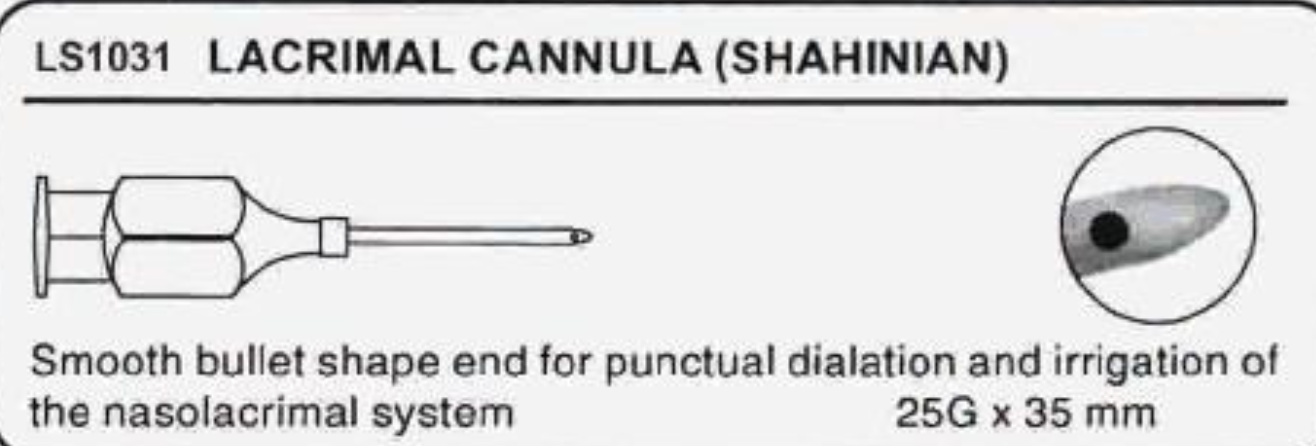 LS1031 LACRIMAL CANNULA (SHAHINIAN)
Smooth bullet shape end for punctual dialation and irrigation of
the nasolacrimal system 25G x 35 mm